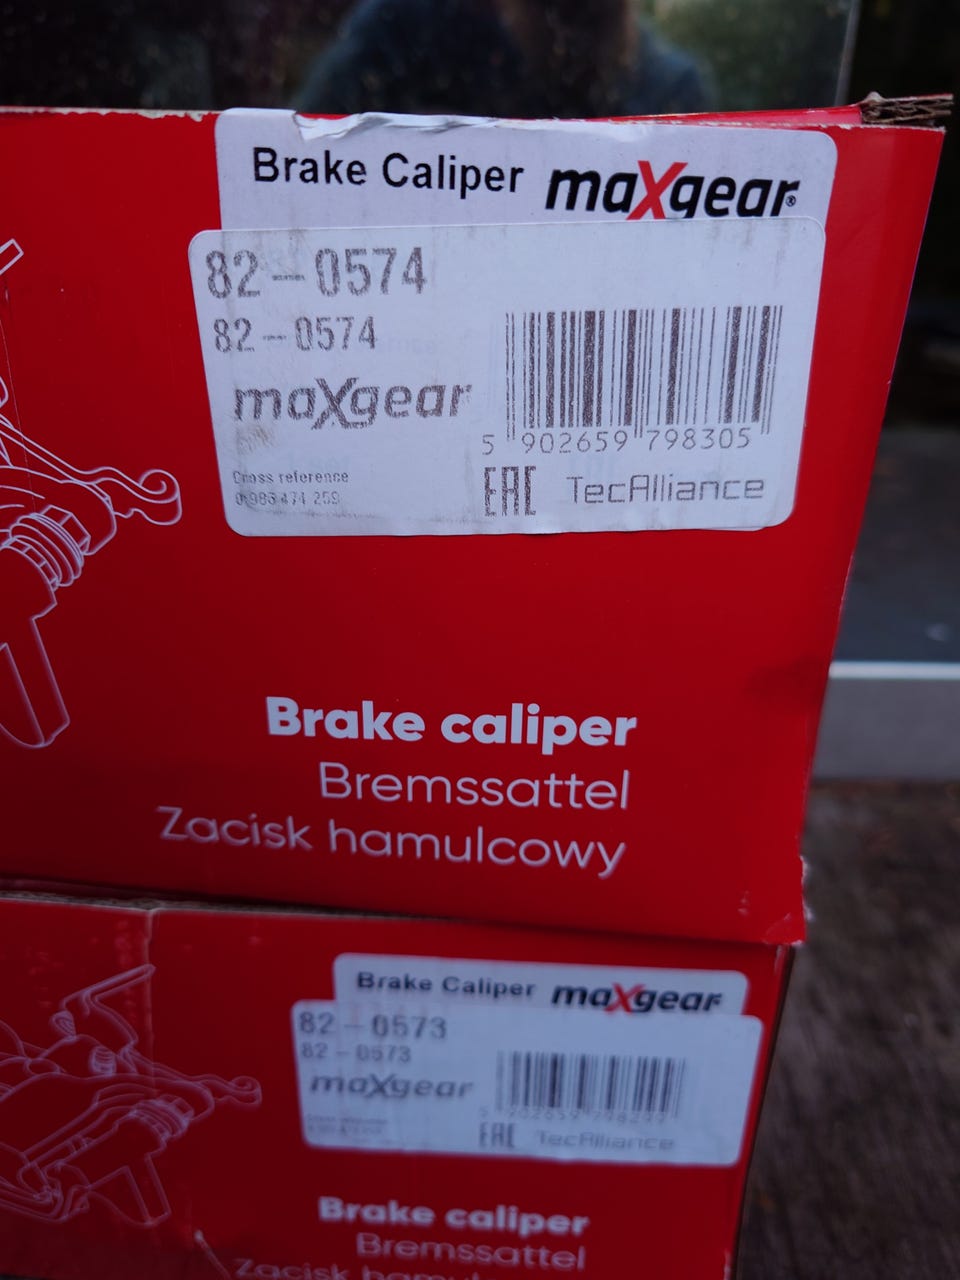 Brake Caliper maxgear®
82-0574
82-0574
maxgear
5 902659 798305
Cross reference
0 986 474 259
EAC TecAlliance
Brake caliper
Bremssattel
Zacisk hamulcowy
Brake Caliper maxgear
82-0573
82-0573
maxgear
EAC TecAlliance
Brake caliper
Bremssattel
Zacisk